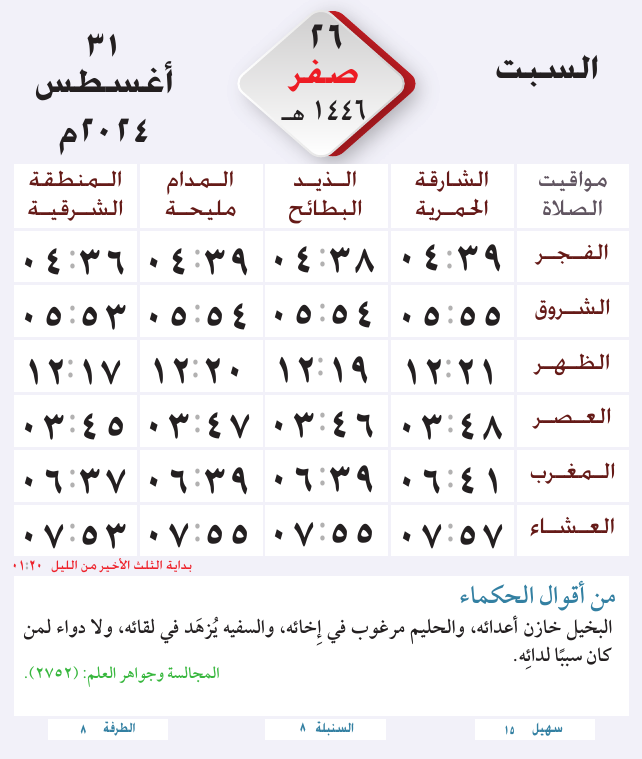 السبت
٢٦
صفر
١٤٤٦ هـ
٣١
أغسطس
٢٠٢٤م
مواقيت الصلاة | الشارقة الحمرية | الذيد البطائح | المدام مليحة | المنطقة الشرقية
الفجر ٠٤:٣٩ ٠٤:٣٨ ٠٤:٣٩ ٠٤:٣٦
الشروق ٠٥:٥٥ ٠٥:٥٤ ٠٥:٥٤ ٠٥:٥٣
الظهر ١٢:٢١ ١٢:١٩ ١٢:٢٠ ١٢:١٧
العصر ٠٣:٤٨ ٠٣:٤٦ ٠٣:٤٧ ٠٣:٤٥
المغرب ٠٦:٤١ ٠٦:٣٩ ٠٦:٣٩ ٠٦:٣٧
العشاء ٠٧:٥٧ ٠٧:٥٥ ٠٧:٥٥ ٠٧:٥٣
بداية الثلث الأخير من الليل ٠١:٢٠
من أقوال الحكماء
البخيل خازن أعدائه، والحليم مرغوب في إِخائه، والسفيه يُزهَد في لقائه، ولا دواء لمن
كان سببًا لدائِه.
المجالسة وجواهر العلم: (٢٧٥٢).
سهيل ١٥
السنبلة ٨
الطرفة ٨